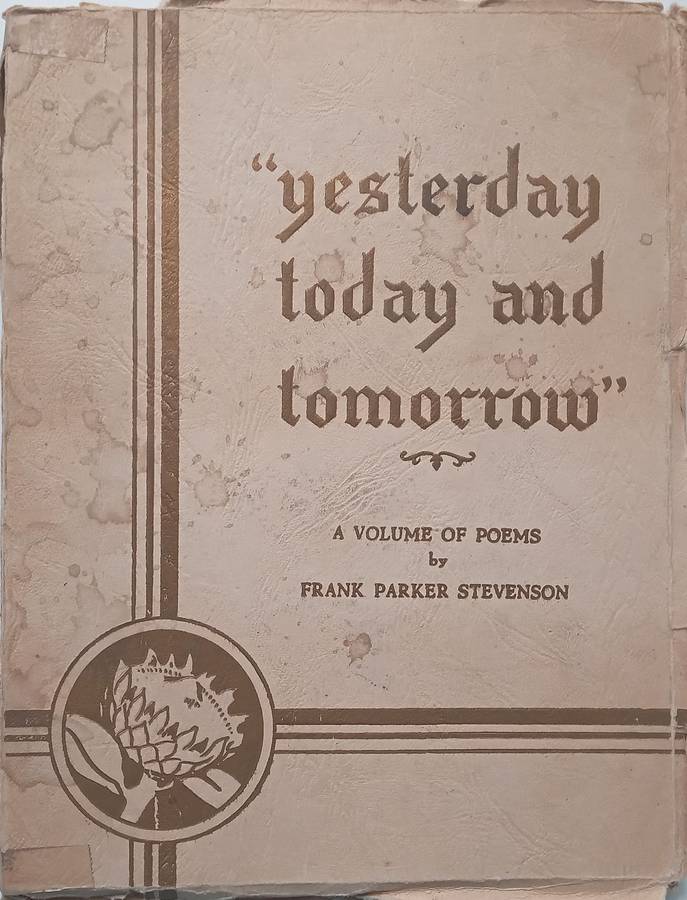 “yesterday
today and
tomorrow”
A VOLUME OF POEMS
by
FRANK PARKER STEVENSON